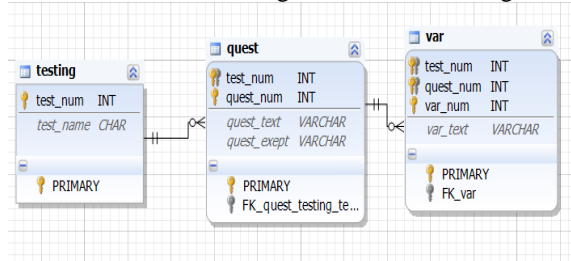 testing
test_num INT
test_name CHAR
PRIMARY
quest
test_num INT
quest_num INT
quest_text VARCHAR
quest_exept VARCHAR
PRIMARY
FK_quest_testing_te...
var
test_num INT
quest_num INT
var_num INT
var_text VARCHAR
PRIMARY
FK_var